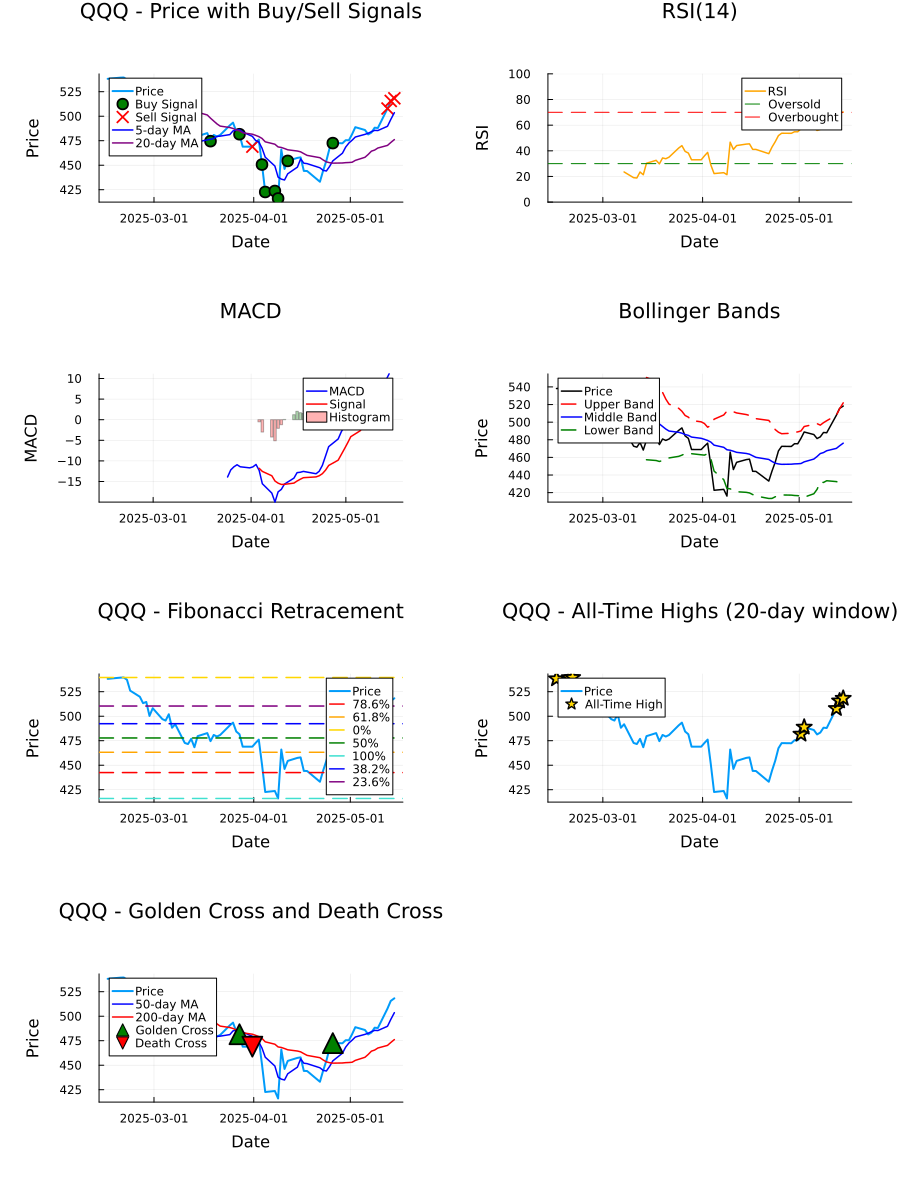 QQQ - Price with Buy/Sell Signals
Price
525
500
475
450
425
Price
Buy Signal
Sell Signal
5-day MA
20-day MA
2025-03-01
2025-04-01
2025-05-01
Date
RSI(14)
RSI
100
80
60
40
20
0
RSI
Oversold
Overbought
2025-03-01
2025-04-01
2025-05-01
Date
MACD
MACD
10
5
0
−5
−10
−15
MACD
Signal
Histogram
2025-03-01
2025-04-01
2025-05-01
Date
Bollinger Bands
Price
540
520
500
480
460
440
420
Price
Upper Band
Middle Band
Lower Band
2025-03-01
2025-04-01
2025-05-01
Date
QQQ - Fibonacci Retracement
Price
525
500
475
450
425
Price
78.6%
61.8%
0%
50%
100%
38.2%
23.6%
2025-03-01
2025-04-01
2025-05-01
Date
QQQ - All-Time Highs (20-day window)
Price
525
500
475
450
425
Price
All-Time High
2025-03-01
2025-04-01
2025-05-01
Date
QQQ - Golden Cross and Death Cross
Price
525
500
475
450
425
Price
50-day MA
200-day MA
Golden Cross
Death Cross
2025-03-01
2025-04-01
2025-05-01
Date